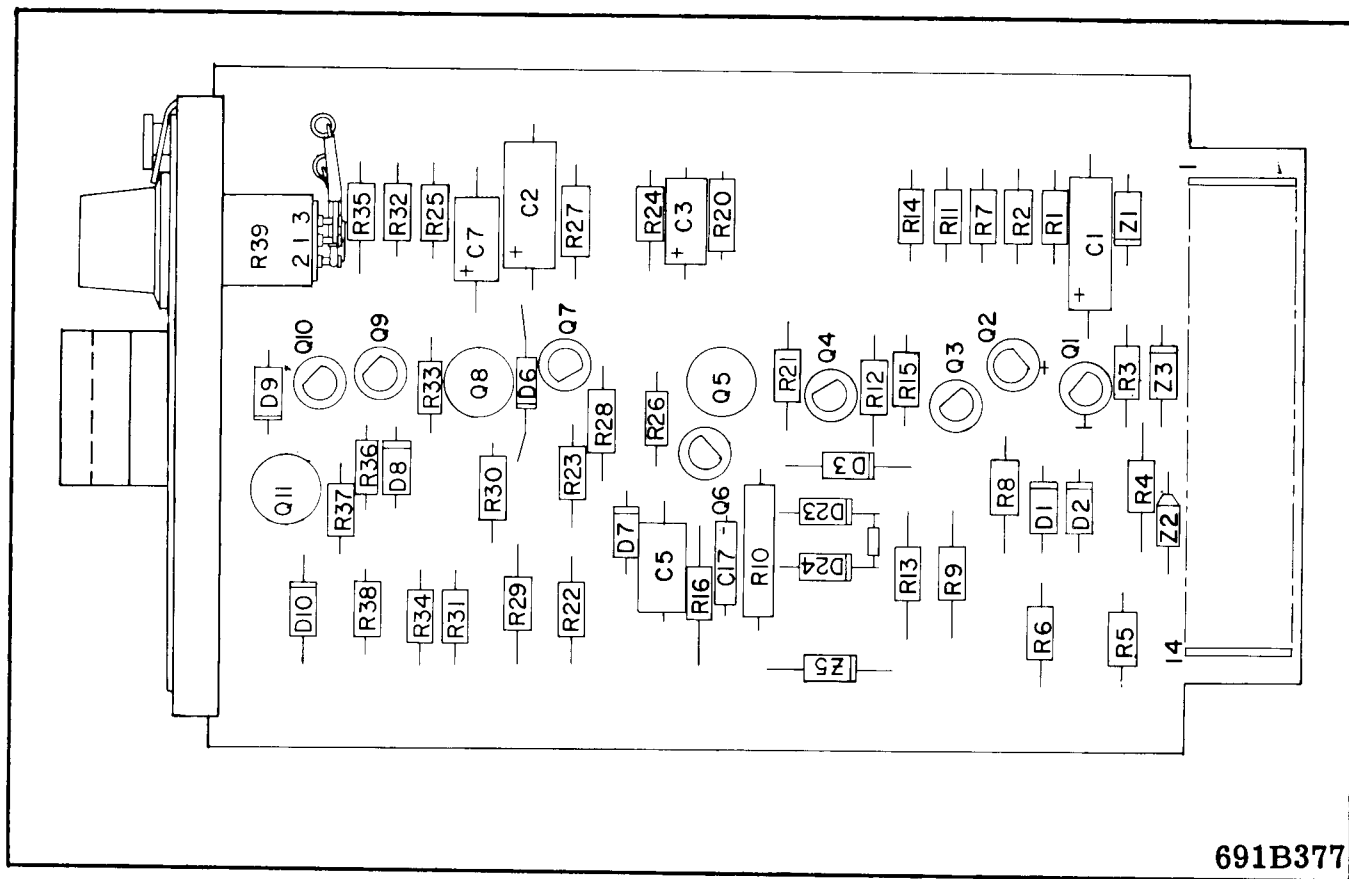 R39
2 1 3
R35
R32
R25
C7
+
C2
+
R27
R24
C3
+
R20
R14
R11
R7
R2
R1
C1
+
Z1
1
D9
Q10
Q9
R33
Q8
D6
Q7
R28
R26
Q5
R21
Q4
R12
R15
Q3
Q2
+
Q1
R3
Z3
Q11
R37
R36
D8
R30
R23
D7
C5
Q6
R16
C17
-
R10
D3
D23
D24
R13
R9
R8
D1
D2
R4
Z2
D10
R38
R34
R31
R29
R22
Z5
R6
R5
14
691B377